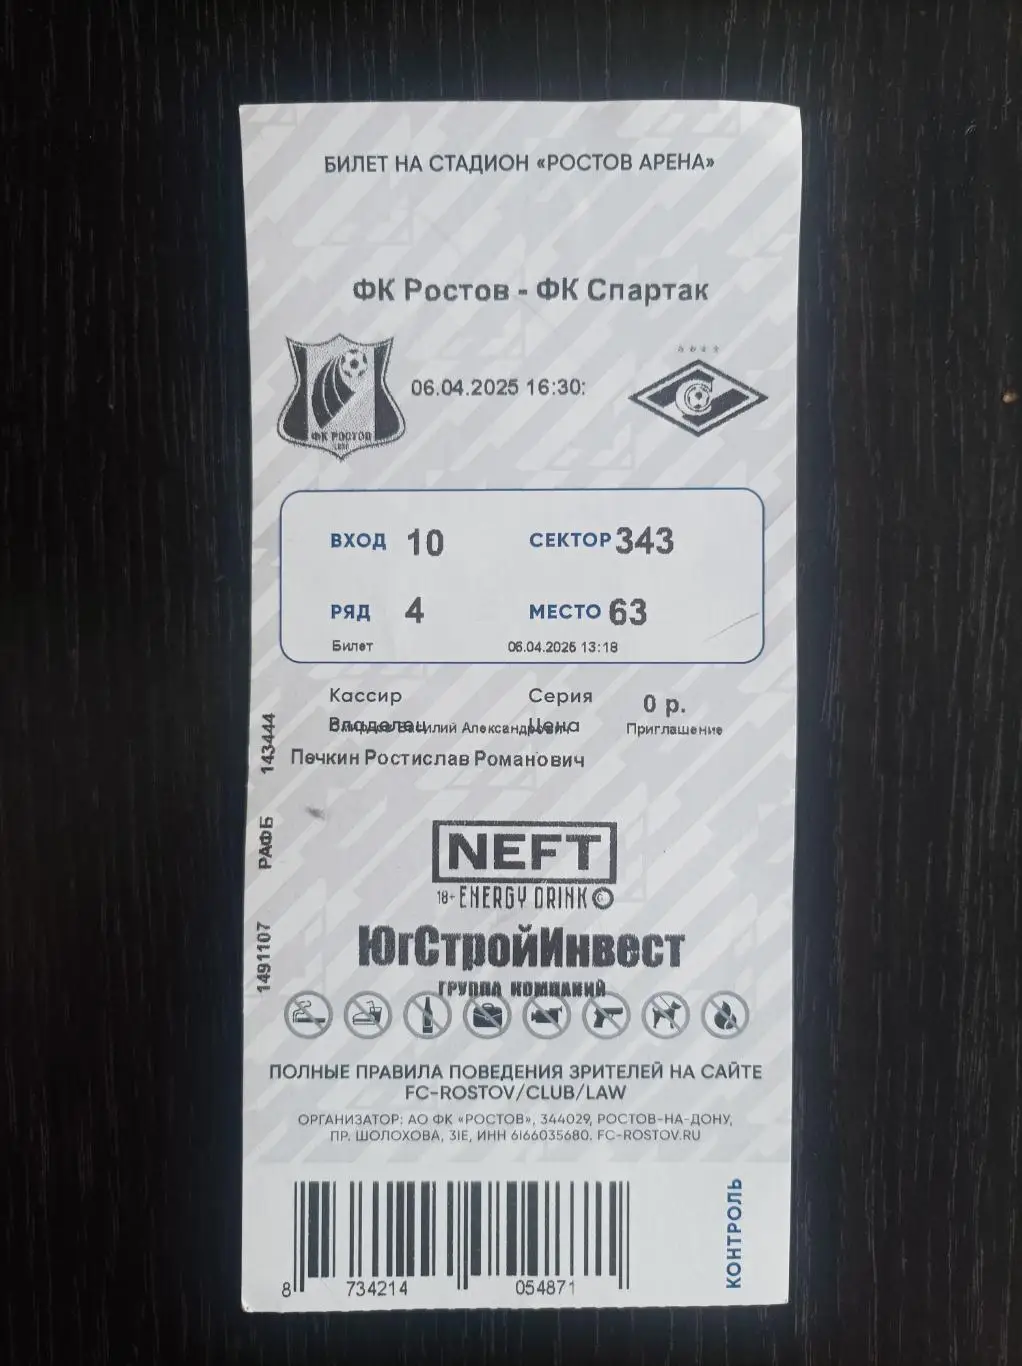 БИЛЕТ НА СТАДИОН «РОСТОВ АРЕНА»
ФК Ростов - ФК Спартак
ФК РОСТОВ
06.04.2025 16:30:
ВХОД 10 СЕКТОР 343
РЯД 4 МЕСТО 63
Билет 06.04.2025 13:18
Кассир Серия 0 р.
Владелец Василий Александрович Цена Приглашение
Печкин Ростислав Романович
143444
РАФБ
1491107
NEFT
18+ ENERGY DRINK
ЮгСтройИнвест
ГРУППА КОМПАНИЙ
ПОЛНЫЕ ПРАВИЛА ПОВЕДЕНИЯ ЗРИТЕЛЕЙ НА САЙТЕ
FC-ROSTOV/CLUB/LAW
ОРГАНИЗАТОР: АО ФК «РОСТОВ», 344029, РОСТОВ-НА-ДОНУ,
ПР. ШОЛОХОВА, 31Е, ИНН 6166035680. FC-ROSTOV.RU
КОНТРОЛЬ
8 734214 054871